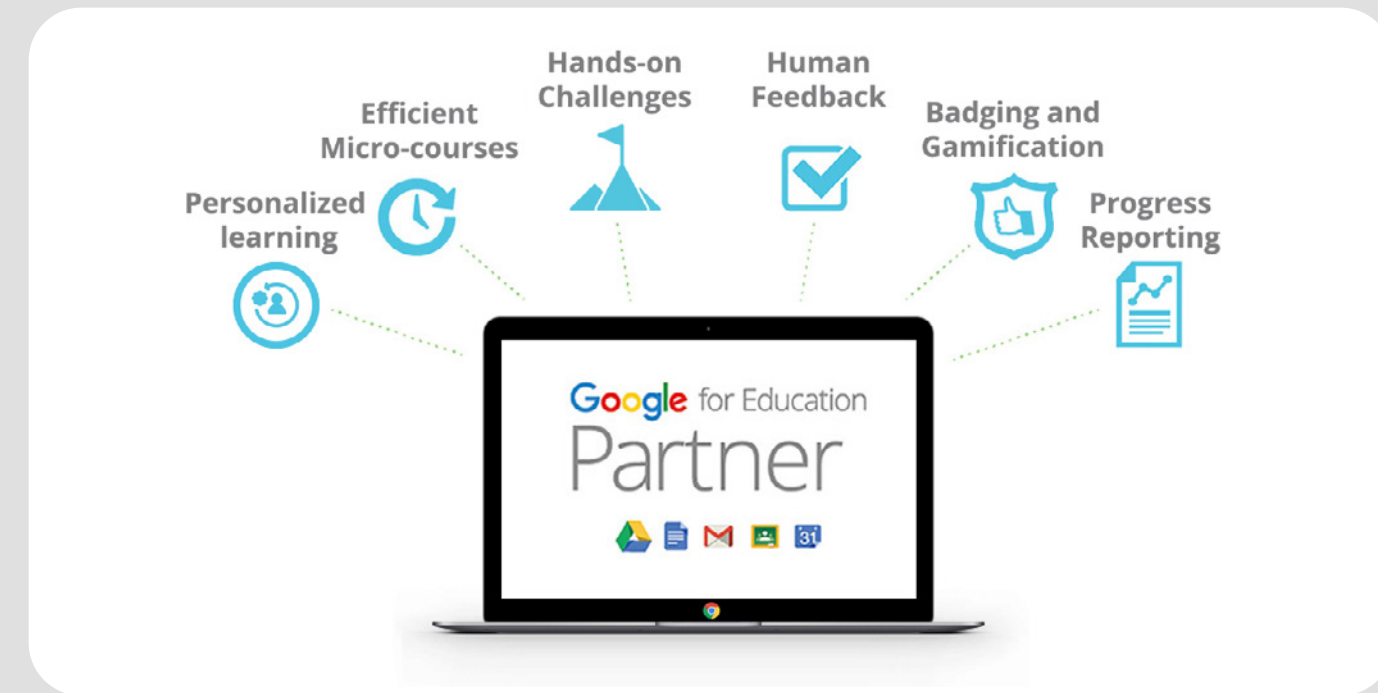 Hands-on
Challenges
Human
Feedback
Efficient
Micro-courses
Badging and
Gamification
Personalized
learning
Progress
Reporting
Google for Education
Partner
31